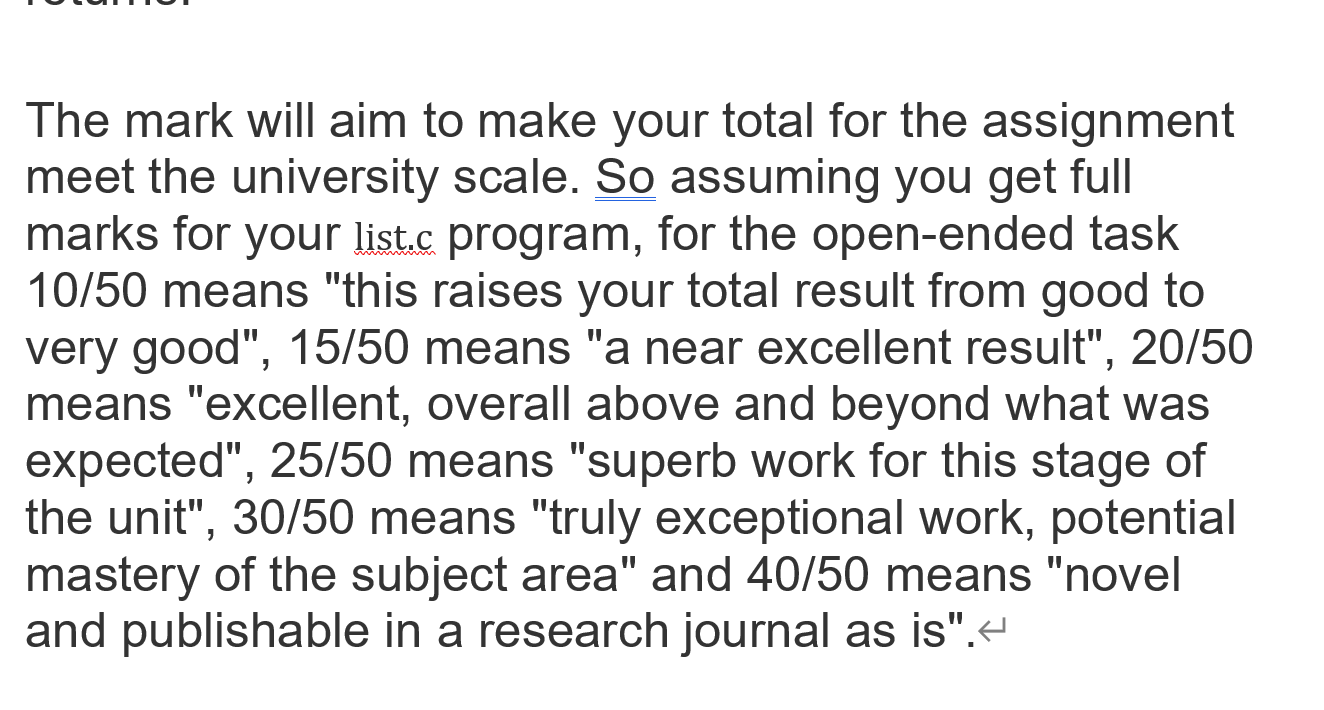 returns.
The mark will aim to make your total for the assignment
meet the university scale. So assuming you get full
marks for your list.c program, for the open-ended task
10/50 means "this raises your total result from good to
very good", 15/50 means "a near excellent result", 20/50
means "excellent, overall above and beyond what was
expected", 25/50 means "superb work for this stage of
the unit", 30/50 means "truly exceptional work, potential
mastery of the subject area" and 40/50 means "novel
and publishable in a research journal as is".↵